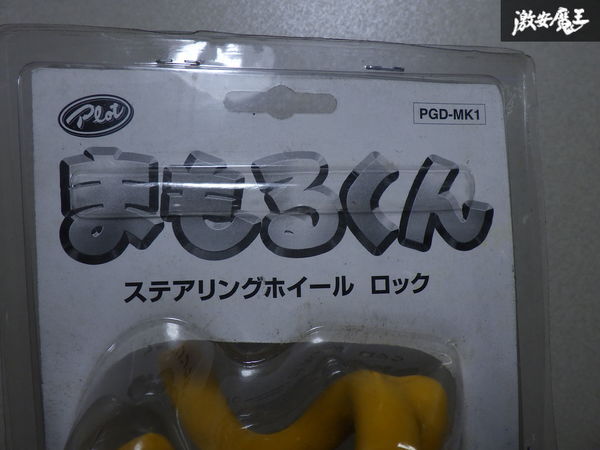 激安魔王
Plot
PGD-MK1
まもるくん
ステアリングホイール ロック